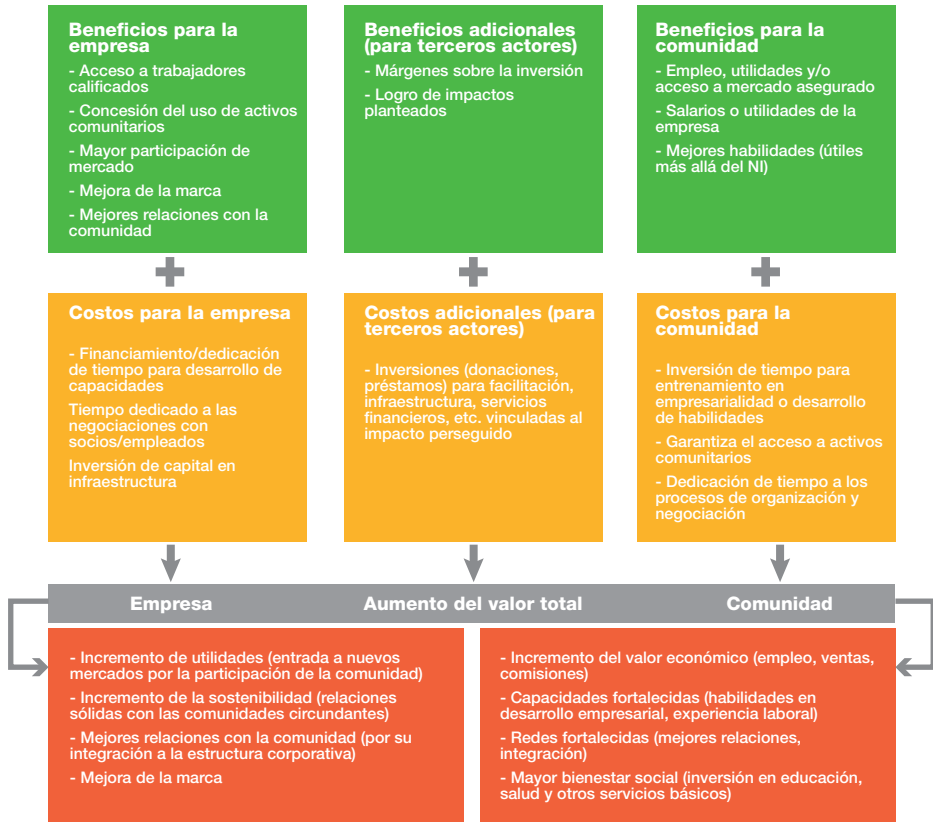 Beneficios para la
empresa
- Acceso a trabajadores
calificados
- Concesión del uso de activos
comunitarios
- Mayor participación de
mercado
- Mejora de la marca
- Mejores relaciones con la
comunidad
Beneficios adicionales
(para terceros actores)
- Márgenes sobre la inversión
- Logro de impactos
planteados
Beneficios para la
comunidad
- Empleo, utilidades y/o
acceso a mercado asegurado
- Salarios o utilidades de la
empresa
- Mejores habilidades (útiles
más allá del NI)
Costos para la empresa
- Financiamiento/dedicación
de tiempo para desarrollo de
capacidades
Tiempo dedicado a las
negociaciones con
socios/empleados
Inversión de capital en
infraestructura
Costos adicionales (para
terceros actores)
- Inversiones (donaciones,
préstamos) para facilitación,
infraestructura, servicios
financieros, etc. vinculadas al
impacto perseguido
Costos para la
comunidad
- Inversión de tiempo para
entrenamiento en
empresarialidad o desarrollo
de habilidades
- Garantiza el acceso a activos
comunitarios
- Dedicación de tiempo a los
procesos de organización y
negociación
Empresa Aumento del valor total Comunidad
- Incremento de utilidades (entrada a nuevos
mercados por la participación de la comunidad)
- Incremento de la sostenibilidad (relaciones
sólidas con las comunidades circundantes)
- Mejores relaciones con la comunidad (por su
integración a la estructura corporativa)
- Mejora de la marca
- Incremento del valor económico (empleo, ventas,
comisiones)
- Capacidades fortalecidas (habilidades en
desarrollo empresarial, experiencia laboral)
- Redes fortalecidas (mejores relaciones,
integración)
- Mayor bienestar social (inversión en educación,
salud y otros servicios básicos)